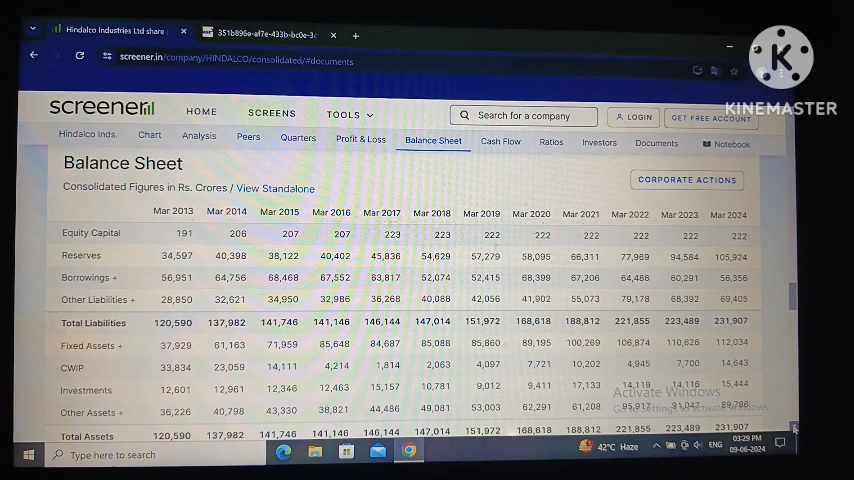 Hindalco Industries Ltd share
351b896e-af7e-433b-bc0e-3c
screener.in/company/HINDALCO/consolidated/#documents
KINEMASTER
screener
HOME
SCREENS
TOOLS
Search for a company
LOGIN
GET FREE ACCOUNT
Hindalco Inds. Chart Analysis Peers Quarters Profit & Loss Balance Sheet Cash Flow Ratios Investors Documents Notebook
Balance Sheet
Consolidated Figures in Rs. Crores / View Standalone
CORPORATE ACTIONS
Mar 2013 Mar 2014 Mar 2015 Mar 2016 Mar 2017 Mar 2018 Mar 2019 Mar 2020 Mar 2021 Mar 2022 Mar 2023 Mar 2024
Equity Capital 191 206 207 207 223 223 222 222 222 222 222 222
Reserves 34,597 40,398 38,122 40,402 45,836 54,629 57,279 58,095 66,311 77,969 94,584 105,924
Borrowings + 56,951 64,756 68,468 67,552 63,817 52,074 52,415 68,399 67,206 64,486 60,291 56,356
Other Liabilities + 28,850 32,621 34,950 32,986 36,268 40,088 42,056 41,902 55,073 79,178 68,392 69,405
Total Liabilities 120,590 137,982 141,746 141,146 146,144 147,014 151,972 168,618 188,812 221,855 223,489 231,907
Fixed Assets + 37,929 61,163 71,959 85,648 84,687 85,088 85,860 89,195 100,269 106,874 110,626 112,034
CWIP 33,834 23,059 14,111 4,214 1,814 2,063 4,097 7,721 10,202 4,945 7,700 14,643
Investments 12,601 12,961 12,346 12,463 15,157 10,781 9,012 9,411 17,133 14,119 14,116 15,444
Other Assets + 36,226 40,798 43,330 38,821 44,486 49,081 53,003 62,291 61,208 95,917 91,047 89,786
Activate Windows
Go to Settings to activate Windows.
Total Assets 120,590 137,982 141,746 141,146 146,144 147,014 151,972 168,618 188,812 221,855 223,489 231,907
Type here to search
42°C Haze
ENG
03:29 PM
09-06-2024